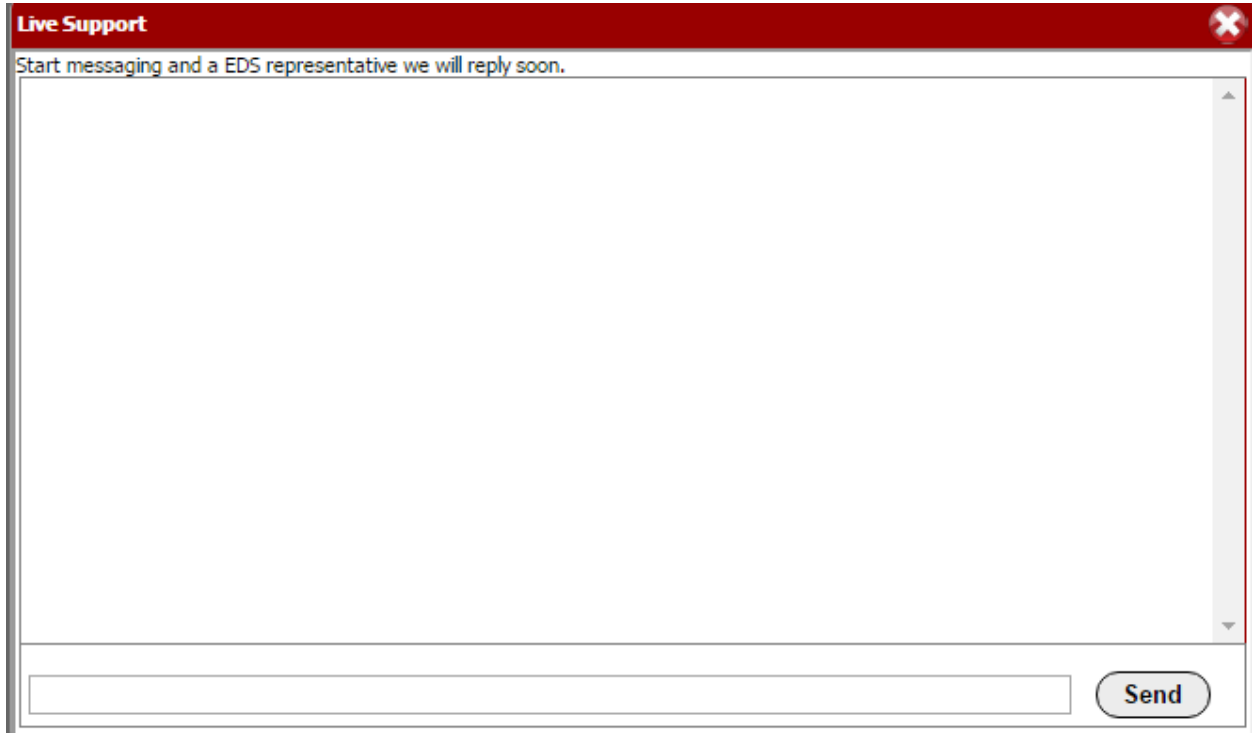 Live Support
Start messaging and a EDS representative we will reply soon.
Send